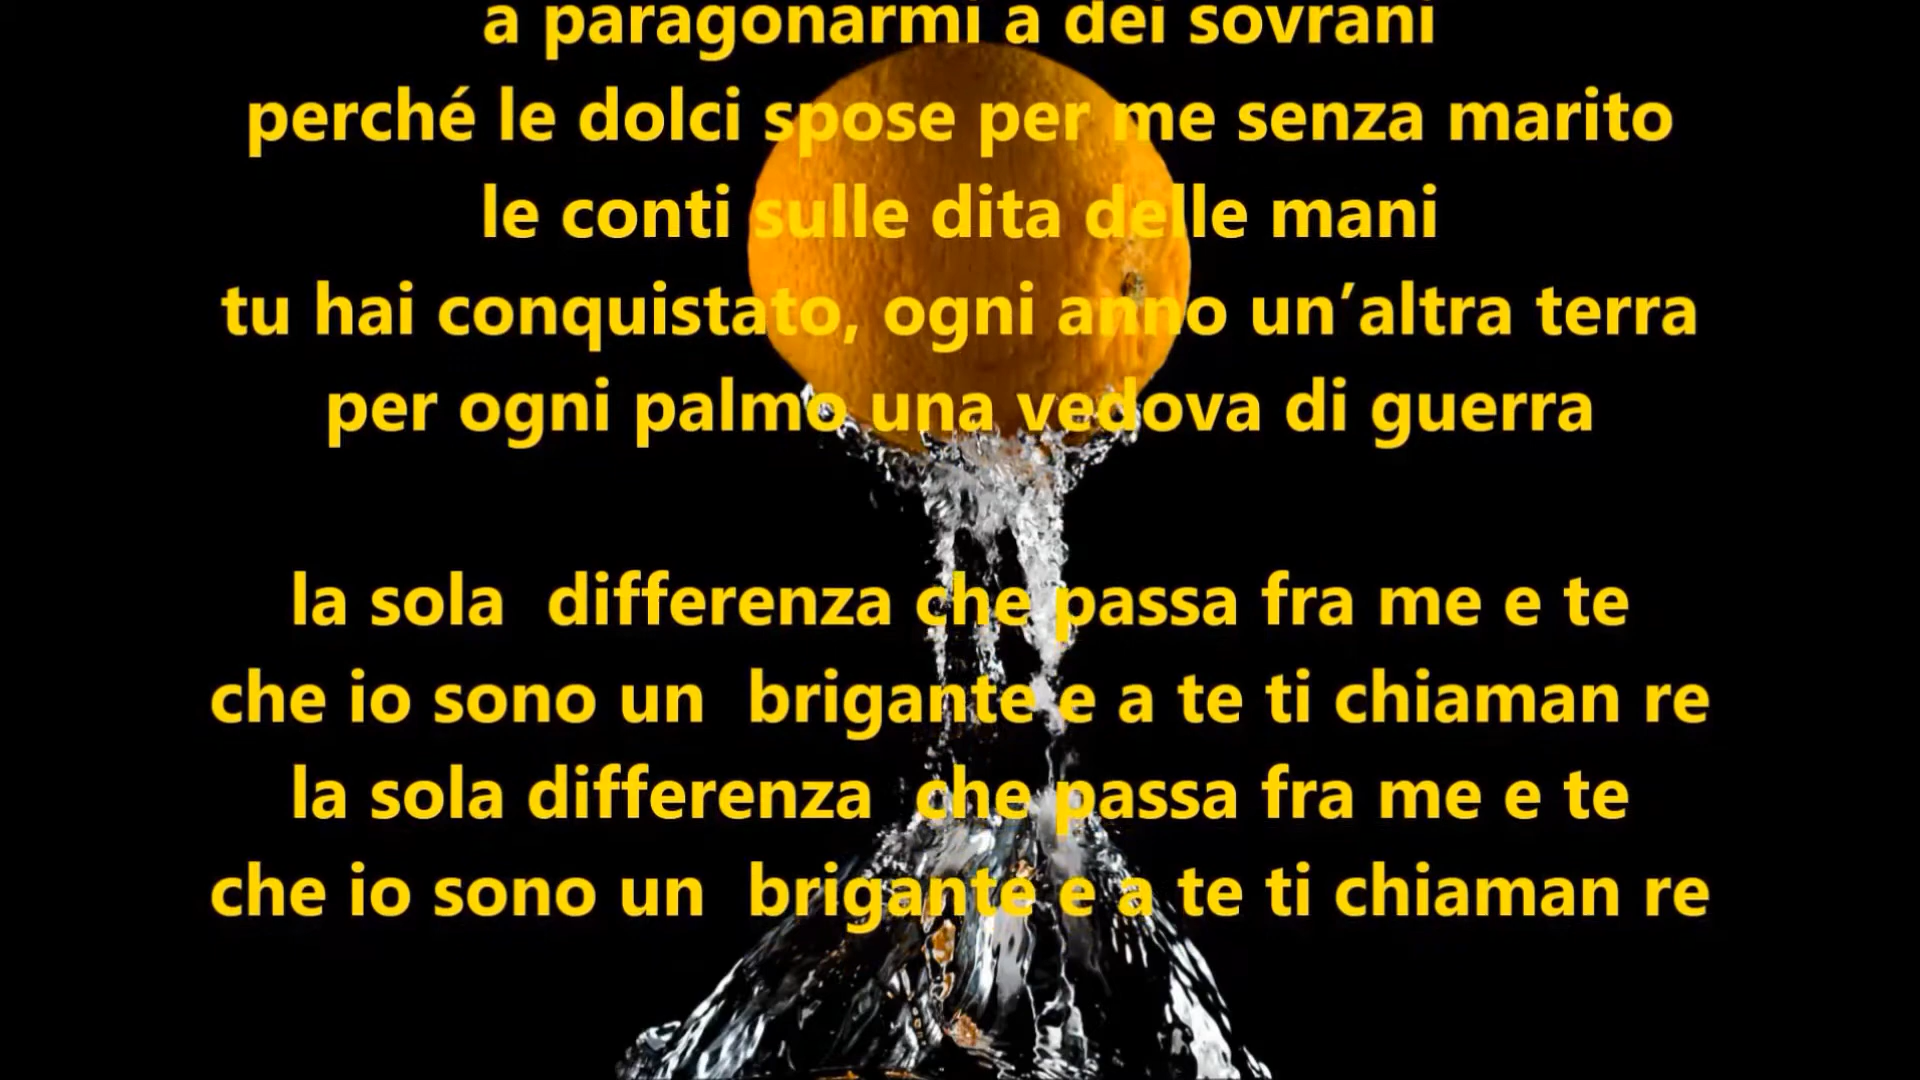 a paragonarmi a dei sovrani
perché le dolci spose per me senza marito
le conti sulle dita delle mani
tu hai conquistato, ogni anno un’altra terra
per ogni palmo una vedova di guerra
la sola  differenza che passa fra me e te
che io sono un  brigante e a te ti chiaman re
la sola differenza  che passa fra me e te
che io sono un  brigante e a te ti chiaman re